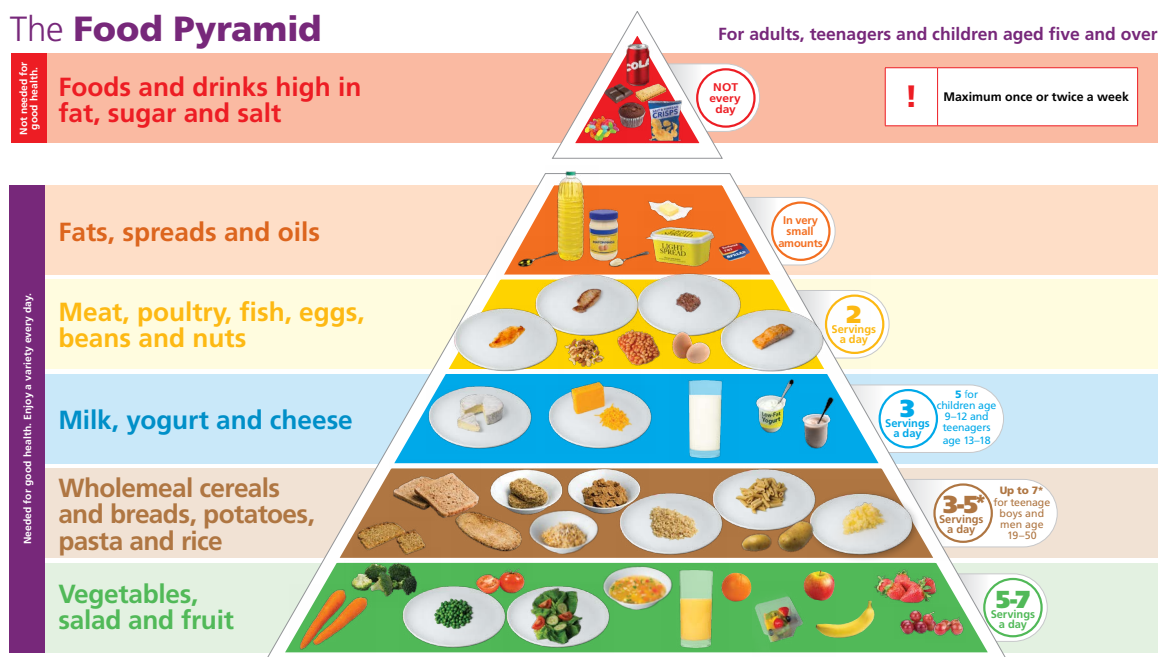 The Food Pyramid
For adults, teenagers and children aged five and over
Not needed for
good health.
Foods and drinks high in
fat, sugar and salt
COLA
CRISPS
NOT
every
day
!
Maximum once or twice a week
Needed for good health. Enjoy a variety every day.
Fats, spreads and oils
LIGHT
SPREAD
In very
small
amounts
Meat, poultry, fish, eggs,
beans and nuts
2
Servings
a day
Milk, yogurt and cheese
Low-Fat
Yogurt
3
Servings
a day
5 for
children age
9–12 and
teenagers
age 13–18
Wholemeal cereals
and breads, potatoes,
pasta and rice
3-5*
Servings
a day
Up to 7*
for teenage
boys and
men age
19–50
Vegetables,
salad and fruit
5-7
Servings
a day